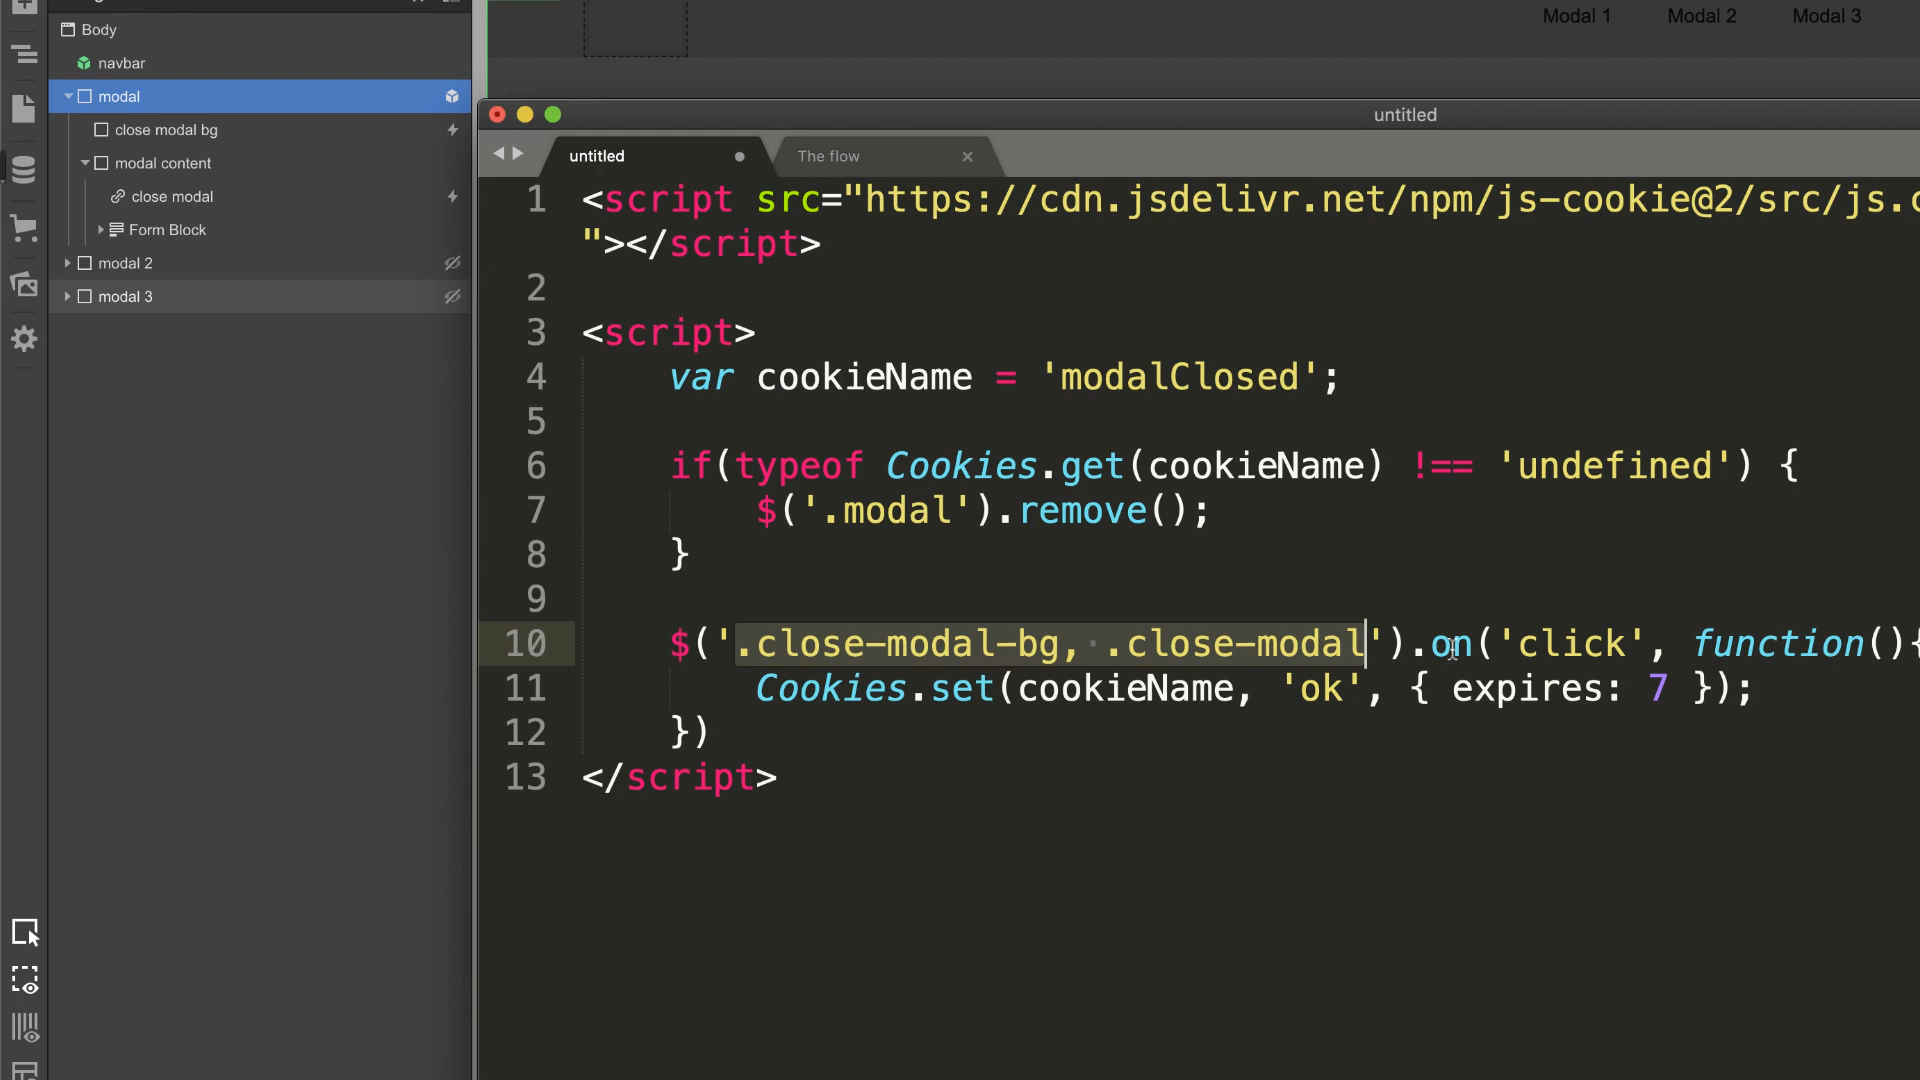 Body
navbar
modal
close modal bg
modal content
close modal
Form Block
modal 2
modal 3
Modal 1 Modal 2 Modal 3
untitled
untitled The flow
1 <script src="https://cdn.jsdelivr.net/npm/js-cookie@2/src/js.c
"></script>
2
3 <script>
4 var cookieName = 'modalClosed';
5
6 if(typeof Cookies.get(cookieName) !== 'undefined') {
7 $('.modal').remove();
8 }
9
10 $('.close-modal-bg, .close-modal').on('click', function(){
11 Cookies.set(cookieName, 'ok', { expires: 7 });
12 })
13 </script>